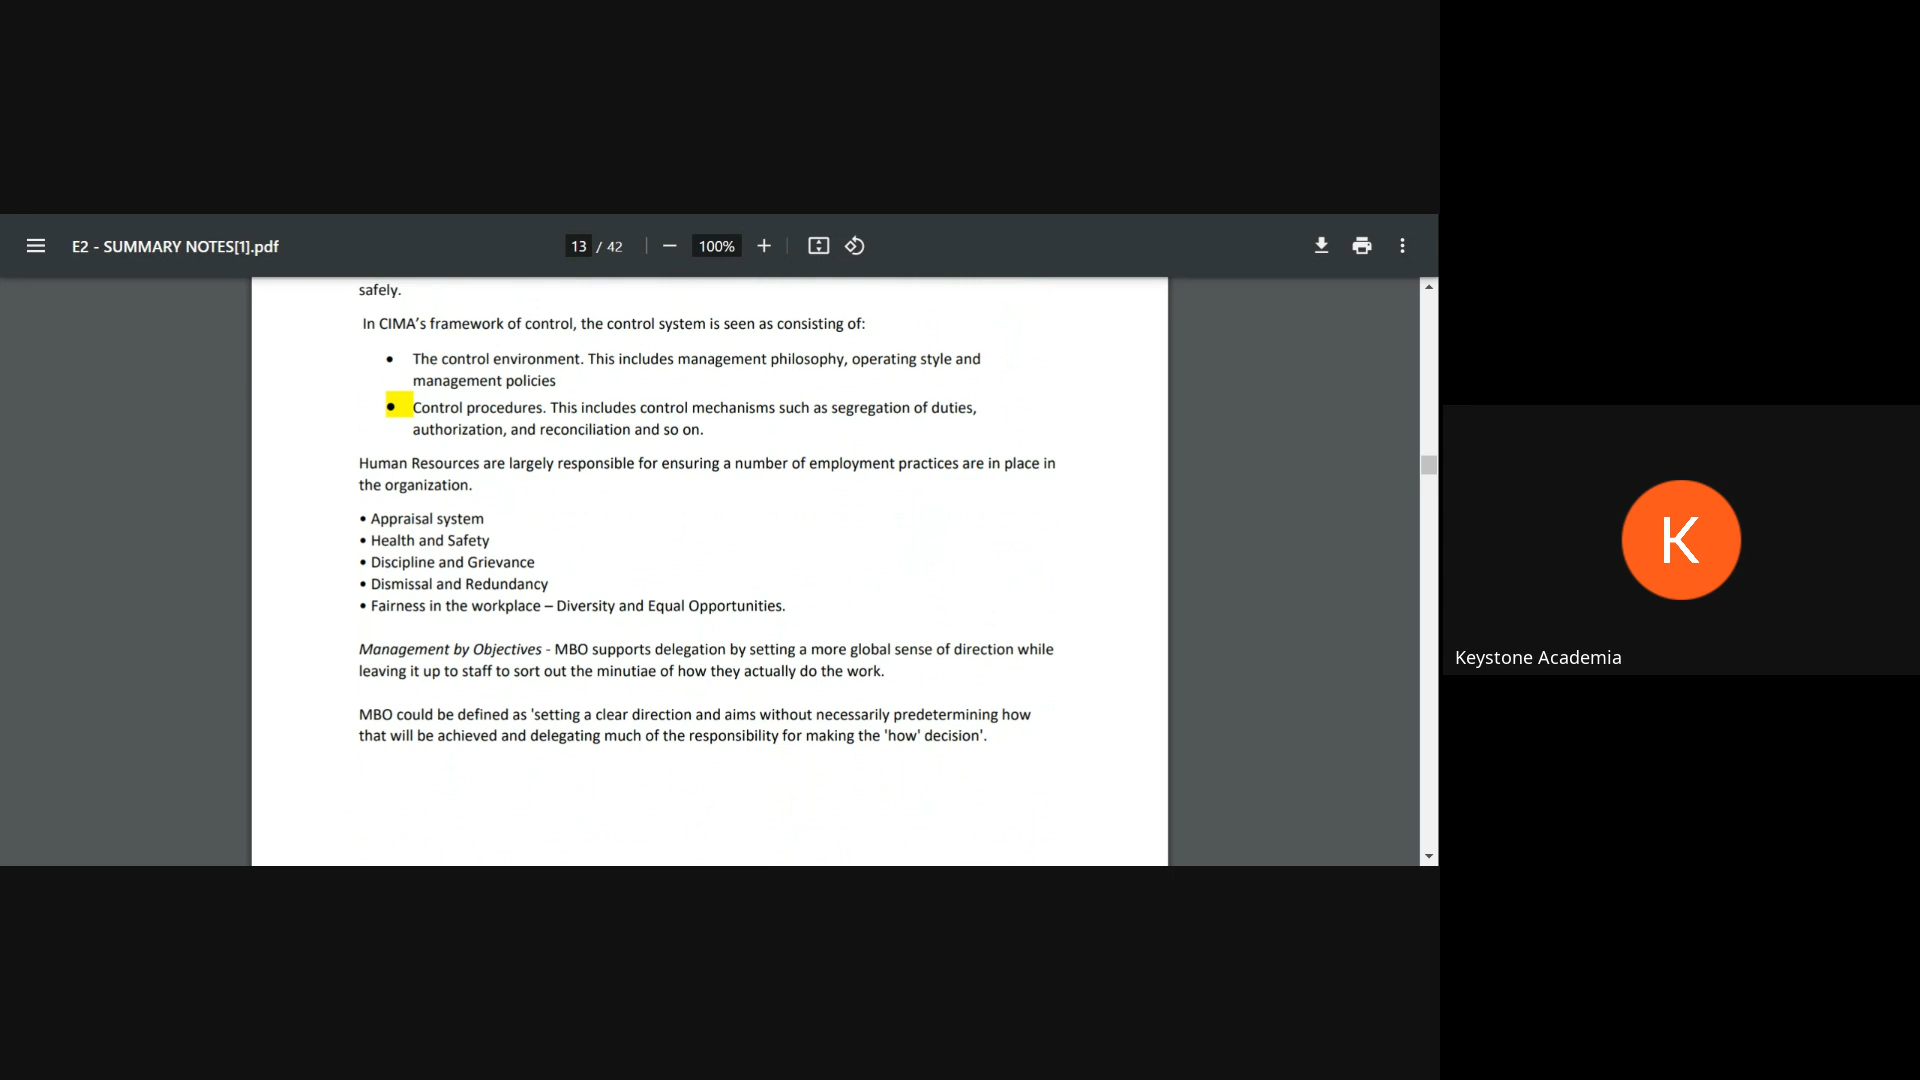 E2 - SUMMARY NOTES[1].pdf
13 / 42
100%
safely.
In CIMA’s framework of control, the control system is seen as consisting of:
• The control environment. This includes management philosophy, operating style and
management policies
• Control procedures. This includes control mechanisms such as segregation of duties,
authorization, and reconciliation and so on.
Human Resources are largely responsible for ensuring a number of employment practices are in place in
the organization.
• Appraisal system
• Health and Safety
• Discipline and Grievance
• Dismissal and Redundancy
• Fairness in the workplace – Diversity and Equal Opportunities.
Management by Objectives - MBO supports delegation by setting a more global sense of direction while
leaving it up to staff to sort out the minutiae of how they actually do the work.
MBO could be defined as 'setting a clear direction and aims without necessarily predetermining how
that will be achieved and delegating much of the responsibility for making the 'how' decision'.
K
Keystone Academia